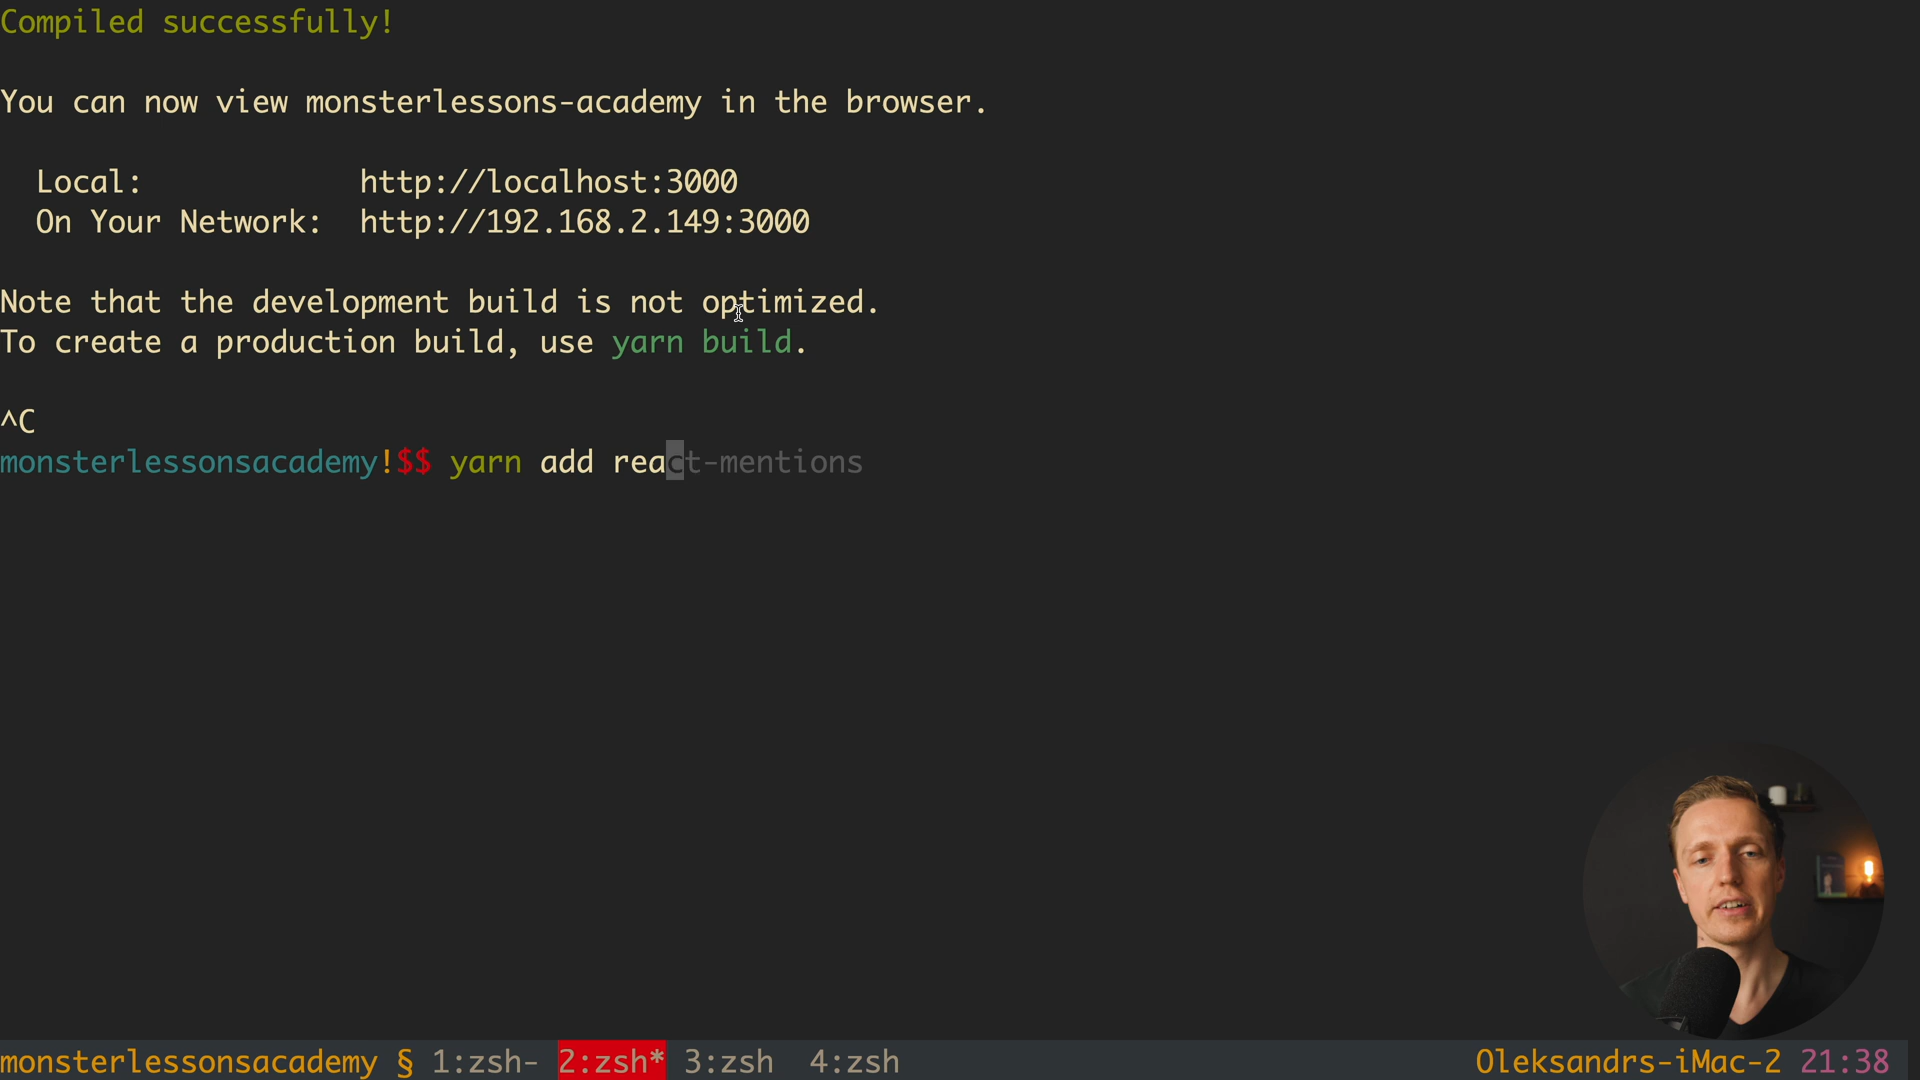 Compiled successfully!
You can now view monsterlessons-academy in the browser.
Local: http://localhost:3000
On Your Network: http://192.168.2.149:3000
Note that the development build is not optimized.
To create a production build, use yarn build.
^C
monsterlessonsacademy!$$ yarn add react-mentions
monsterlessonsacademy § 1:zsh- 2:zsh* 3:zsh 4:zsh Oleksandrs-iMac-2 21:38